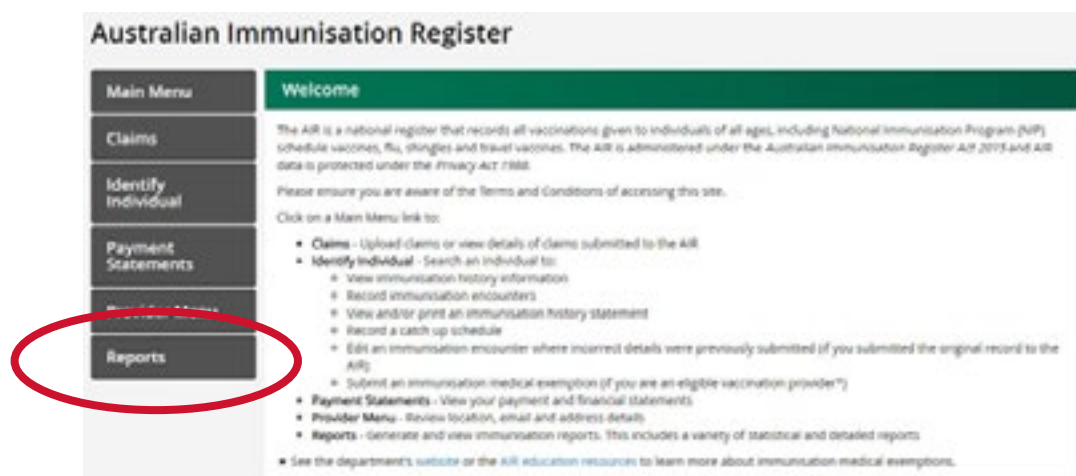 Australian Immunisation Register
Main Menu
Claims
Identify
Individual
Payment
Statements
Provider Menu
Reports
Welcome
The AIR is a national register that records all vaccinations given to individuals of all ages, including National Immunisation Program (NIP)
schedule vaccines, flu, shingles and travel vaccines. The AIR is administered under the Australian Immunisation Register Act 2015 and AIR
data is protected under the Privacy Act 1988.
Please ensure you are aware of the Terms and Conditions of accessing this site.
Click on a Main Menu link to:
• Claims - Upload claims or view details of claims submitted to the AIR
• Identify Individual - Search an individual to:
View immunisation history information
Record immunisation encounters
View and/or print an immunisation history statement
Record a catch up schedule
Edit an immunisation encounter where incorrect details were previously submitted (if you submitted the original record to the
AIR)
Submit an immunisation medical exemption (if you are an eligible vaccination provider*)
• Payment Statements - View your payment and financial statements
• Provider Menu - Review location, email and address details
• Reports - Generate and view immunisation reports. This includes a variety of statistical and detailed reports
See the department's website or the AIR education resources to learn more about immunisation medical exemptions.